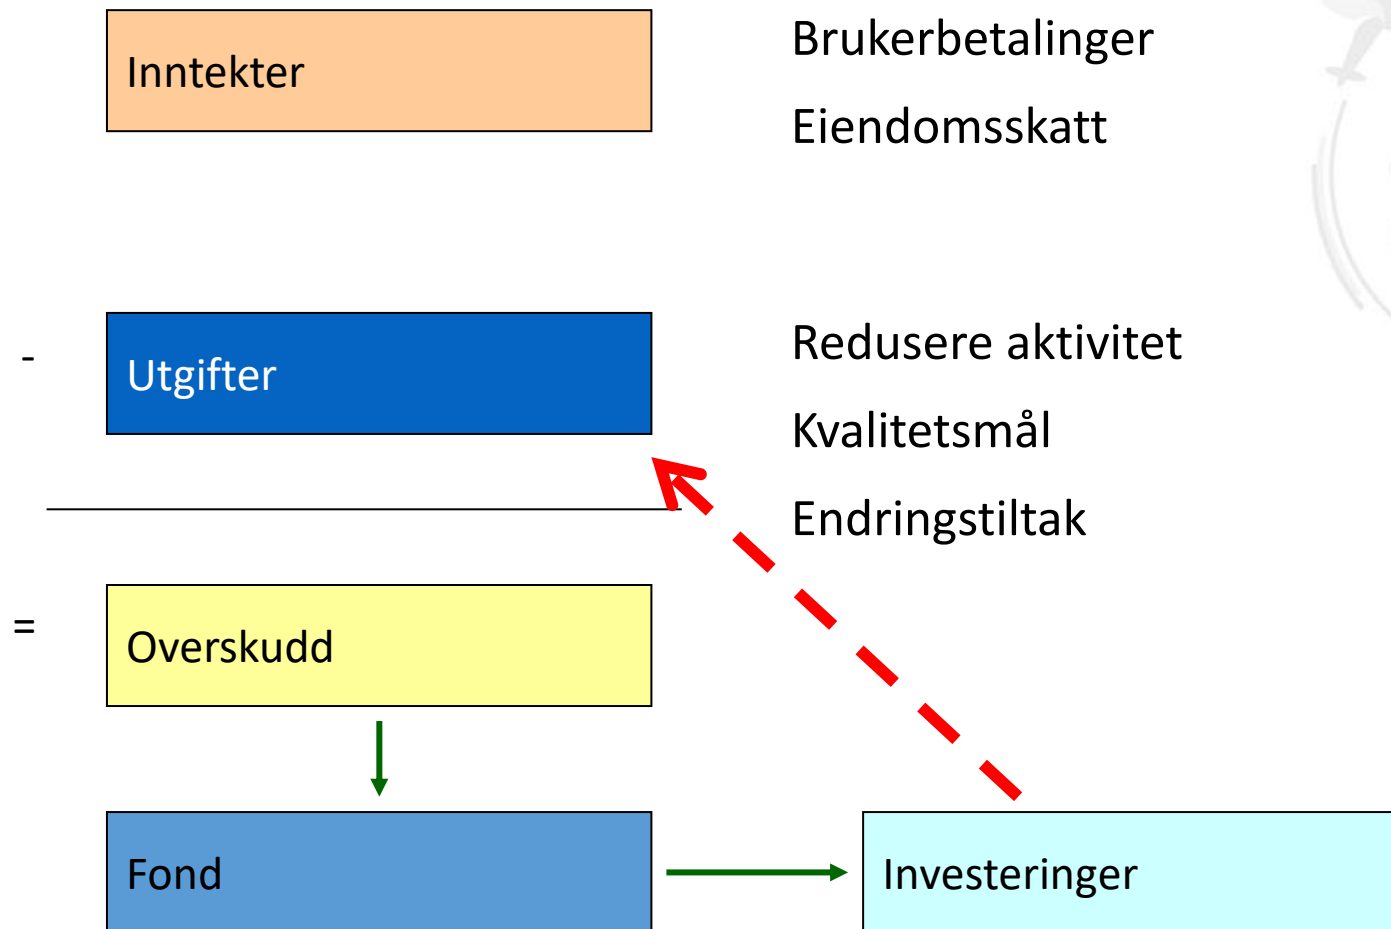 Inntekter
Brukerbetalinger
Eiendomsskatt
-
Utgifter
Redusere aktivitet
Kvalitetsmål
Endringstiltak
=
Overskudd
Fond
Investeringer